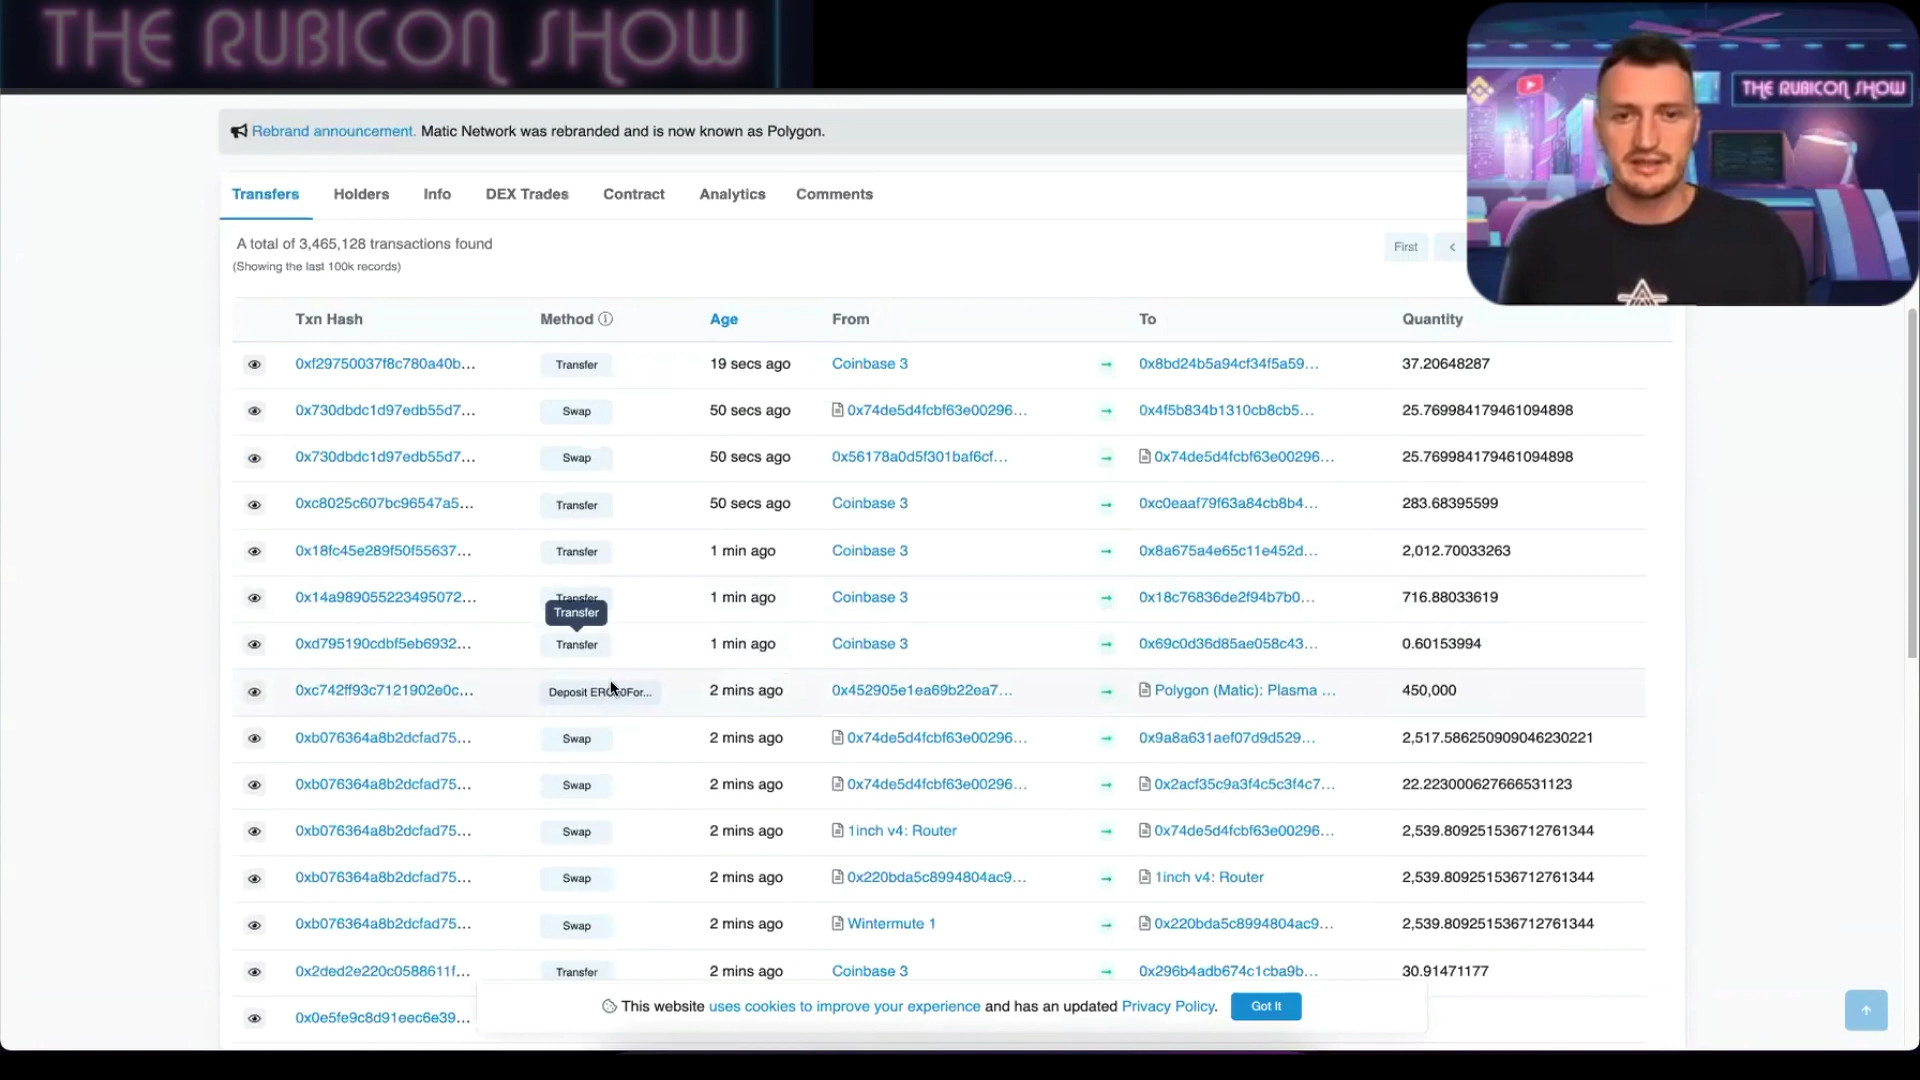 THE RUBICON SHOW
THE RUBICON SHOW
Rebrand announcement. Matic Network was rebranded and is now known as Polygon.
Transfers Holders Info DEX Trades Contract Analytics Comments
A total of 3,465,128 transactions found
(Showing the last 100k records)
First <
Txn Hash Method Age From To Quantity
0xf29750037f8c780a40b... Transfer 19 secs ago Coinbase 3 → 0x8bd24b5a94cf34f5a59... 37.20648287
0x730dbdc1d97edb55d7... Swap 50 secs ago 0x74de5d4fcbf63e00296... → 0x4f5b834b1310cb8cb5... 25.769984179461094898
0x730dbdc1d97edb55d7... Swap 50 secs ago 0x56178a0d5f301baf6cf... → 0x74de5d4fcbf63e00296... 25.769984179461094898
0xc8025c607bc96547a5... Transfer 50 secs ago Coinbase 3 → 0xc0eaaf79f63a84cb8b4... 283.68395599
0x18fc45e289f50f55637... Transfer 1 min ago Coinbase 3 → 0x8a675a4e65c11e452d... 2,012.70033263
0x14a989055223495072... Transfer 1 min ago Coinbase 3 → 0x18c76836de2f94b7b0... 716.88033619
Transfer
0xd795190cdbf5eb6932... Transfer 1 min ago Coinbase 3 → 0x69c0d36d85ae058c43... 0.60153994
0xc742ff93c7121902e0c... Deposit 2 mins ago 0x452905e1ea69b22ea7... → Polygon (Matic): Plasma ... 450,000
0xb076364a8b2dcfad75... Swap 2 mins ago 0x74de5d4fcbf63e00296... → 0x9a8a631aef07d9d529... 2,517.586250909046230221
0xb076364a8b2dcfad75... Swap 2 mins ago 0x74de5d4fcbf63e00296... → 0x2acf35c9a3f4c5c3f4c7... 22.223000627666531123
0xb076364a8b2dcfad75... Swap 2 mins ago 1inch v4: Router → 0x74de5d4fcbf63e00296... 2,539.809251536712761344
0xb076364a8b2dcfad75... Swap 2 mins ago 0x220bda5c8994804ac9... → 1inch v4: Router 2,539.809251536712761344
0xb076364a8b2dcfad75... Swap 2 mins ago Wintermute 1 → 0x220bda5c8994804ac9... 2,539.809251536712761344
0x2ded2e220c0588611f... Transfer 2 mins ago Coinbase 3 → 0x296b4adb674c1cba9b... 30.91471177
0x0e5fe9c8d91eec6e39...
This website uses cookies to improve your experience and has an updated Privacy Policy. Got It